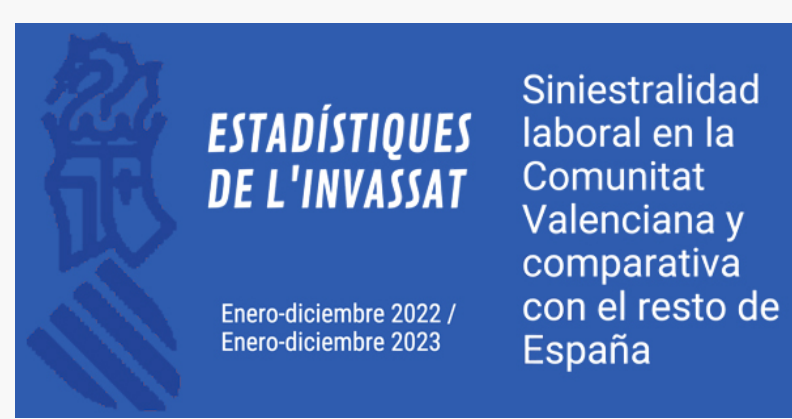 ESTADÍSTIQUES
DE L'INVASSAT
Enero-diciembre 2022 /
Enero-diciembre 2023
Siniestralidad
laboral en la
Comunitat
Valenciana y
comparativa
con el resto de
España